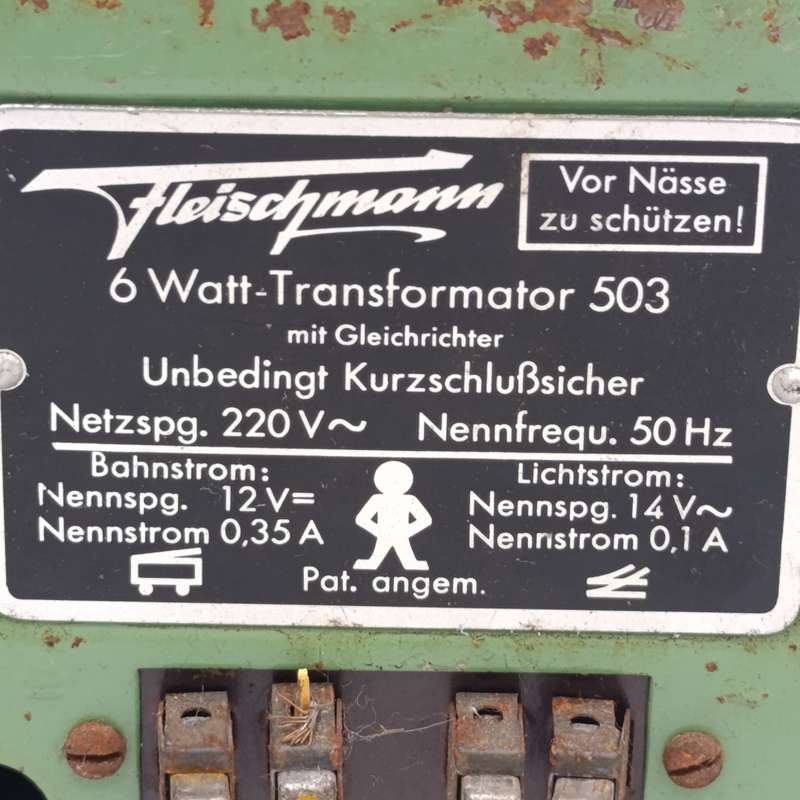 Fleischmann
Vor Nässe
zu schützen!
6 Watt-Transformator 503
mit Gleichrichter
Unbedingt Kurzschlußsicher
Netzspg. 220 V~ Nennfrequ. 50 Hz
Bahnstrom:
Nennspg. 12 V=
Nennstrom 0,35 A
Lichtstrom:
Nennspg. 14 V~
Nennstrom 0,1 A
Pat. angem.